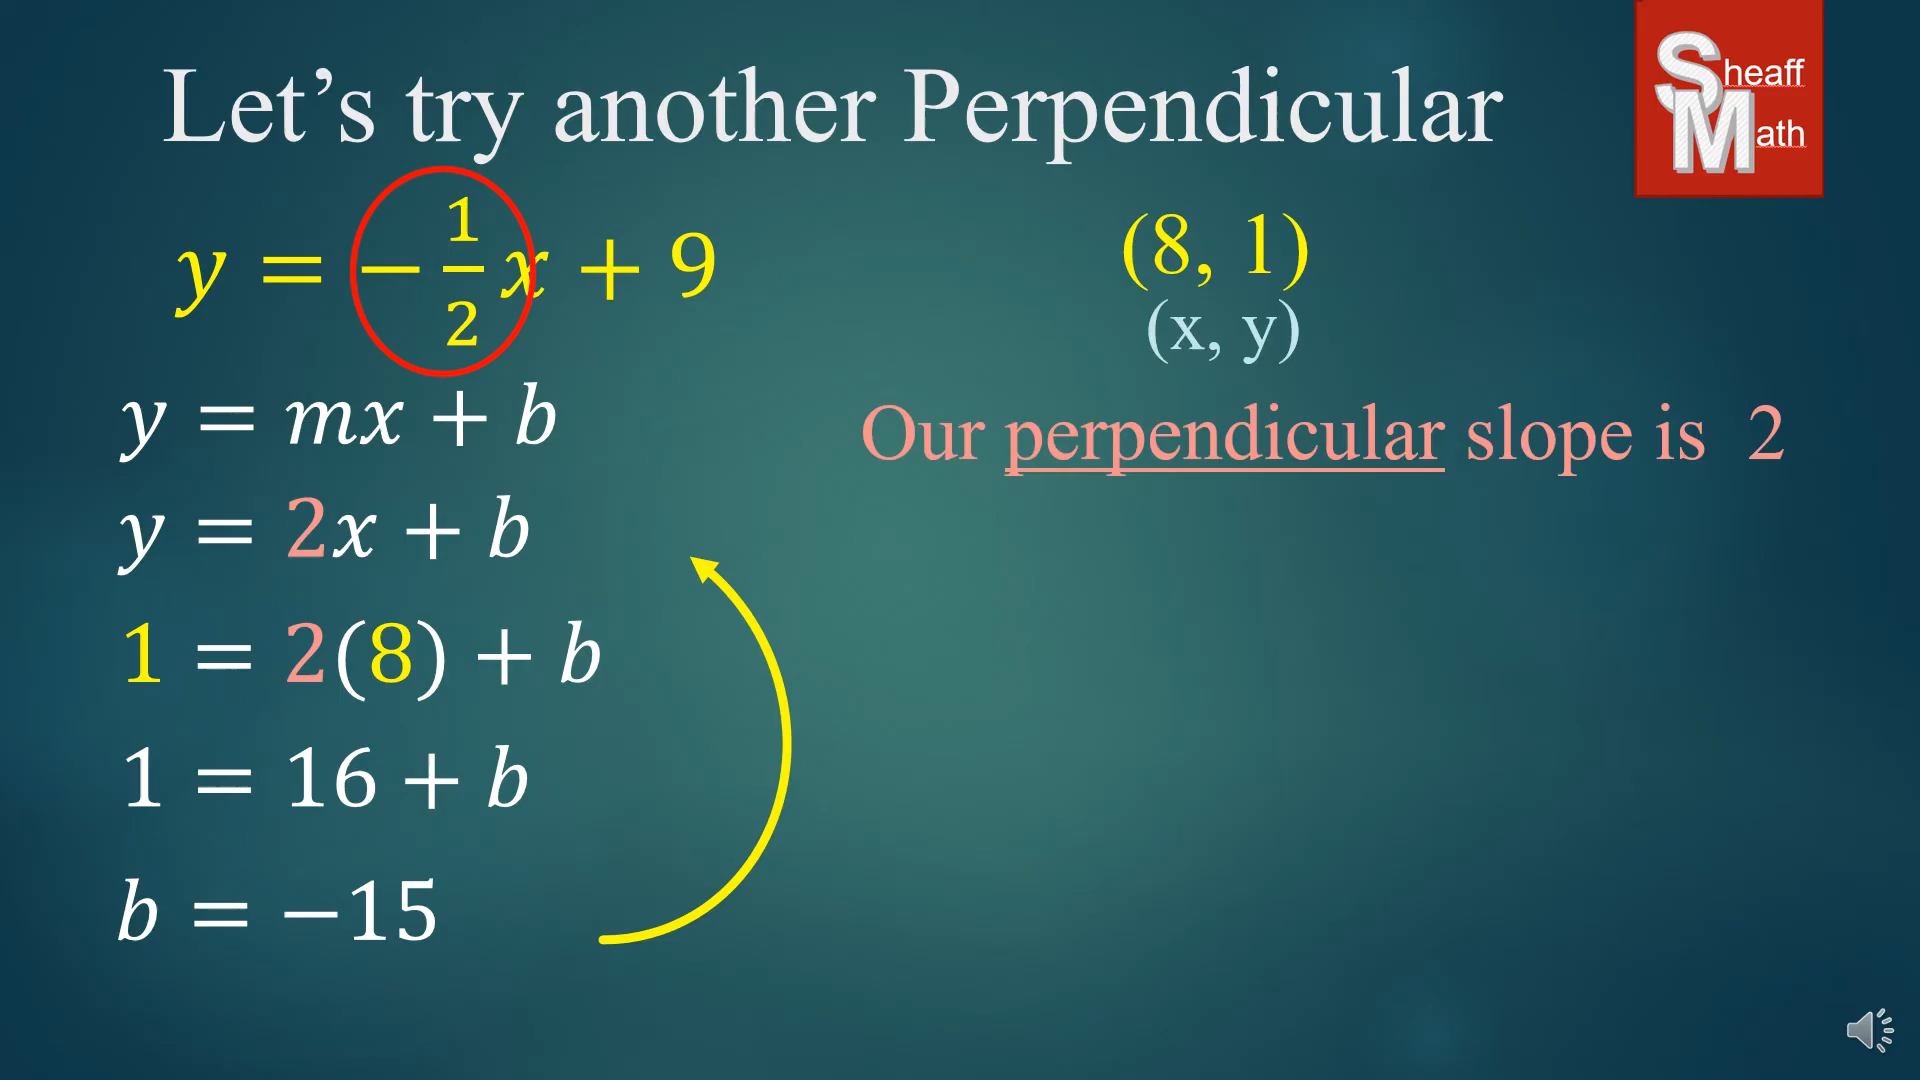 Let’s try another Perpendicular
Sheaff
Math
y = −1/2x + 9
(8, 1)
(x, y)
y = mx + b
Our perpendicular slope is 2
y = 2x + b
1 = 2(8) + b
1 = 16 + b
b = −15